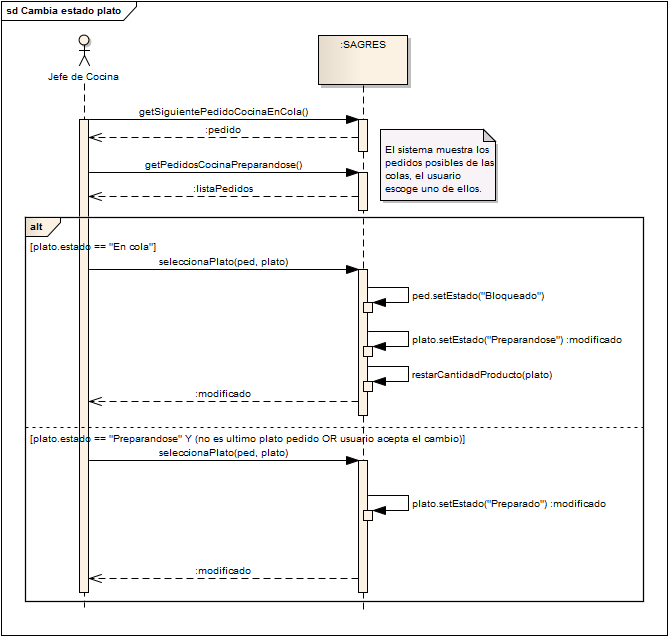 sd Cambia estado plato
Jefe de Cocina
:SAGRES
getSiguientePedidoCocinaEnCola()
:pedido
El sistema muestra los
pedidos posibles de las
colas, el usuario
escoge uno de ellos.
getPedidosCocinaPreparandose()
:listaPedidos
alt
[plato.estado == "En cola"]
seleccionaPlato(ped, plato)
ped.setEstado("Bloqueado")
plato.setEstado("Preparandose") :modificado
restarCantidadProducto(plato)
:modificado
[plato.estado == "Preparandose" Y (no es ultimo plato pedido OR usuario acepta el cambio)]
seleccionaPlato(ped, plato)
plato.setEstado("Preparado") :modificado
:modificado